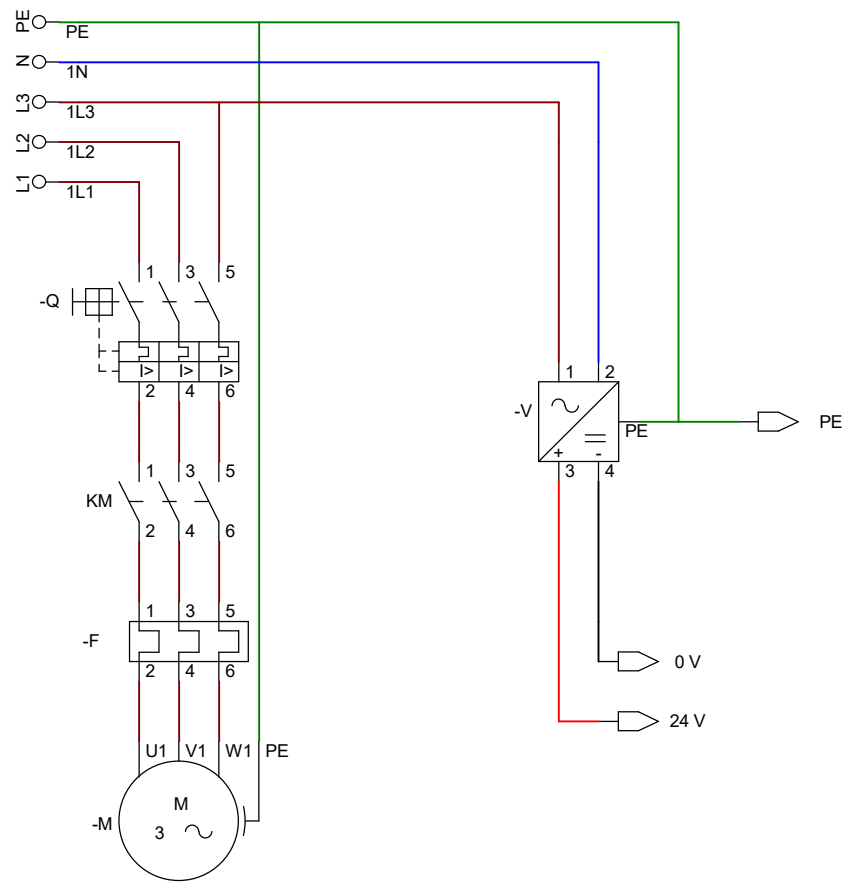 PE PE
N 1N
L3 1L3
L2 1L2
L1 1L1
1 3 5
-Q
I> I> I>
2 4 6
1 2
-V
PE PE
+ -
3 4
1 3 5
KM
2 4 6
1 3 5
-F
2 4 6
0 V
24 V
U1 V1 W1 PE
M
-M 3